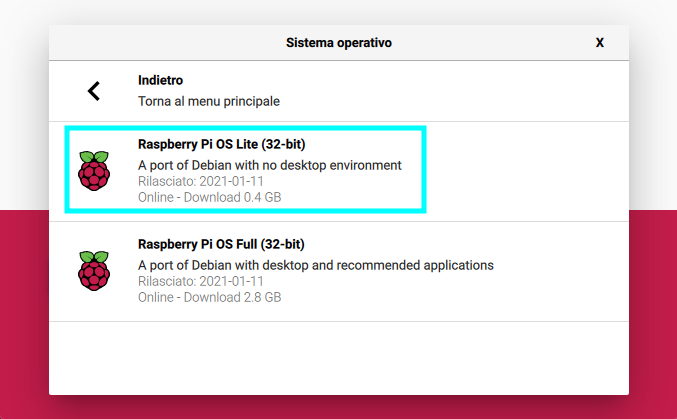 Sistema operativo
X
Indietro
Torna al menu principale
Raspberry Pi OS Lite (32-bit)
A port of Debian with no desktop environment
Rilasciato: 2021-01-11
Online - Download 0.4 GB
Raspberry Pi OS Full (32-bit)
A port of Debian with desktop and recommended applications
Rilasciato: 2021-01-11
Online - Download 2.8 GB